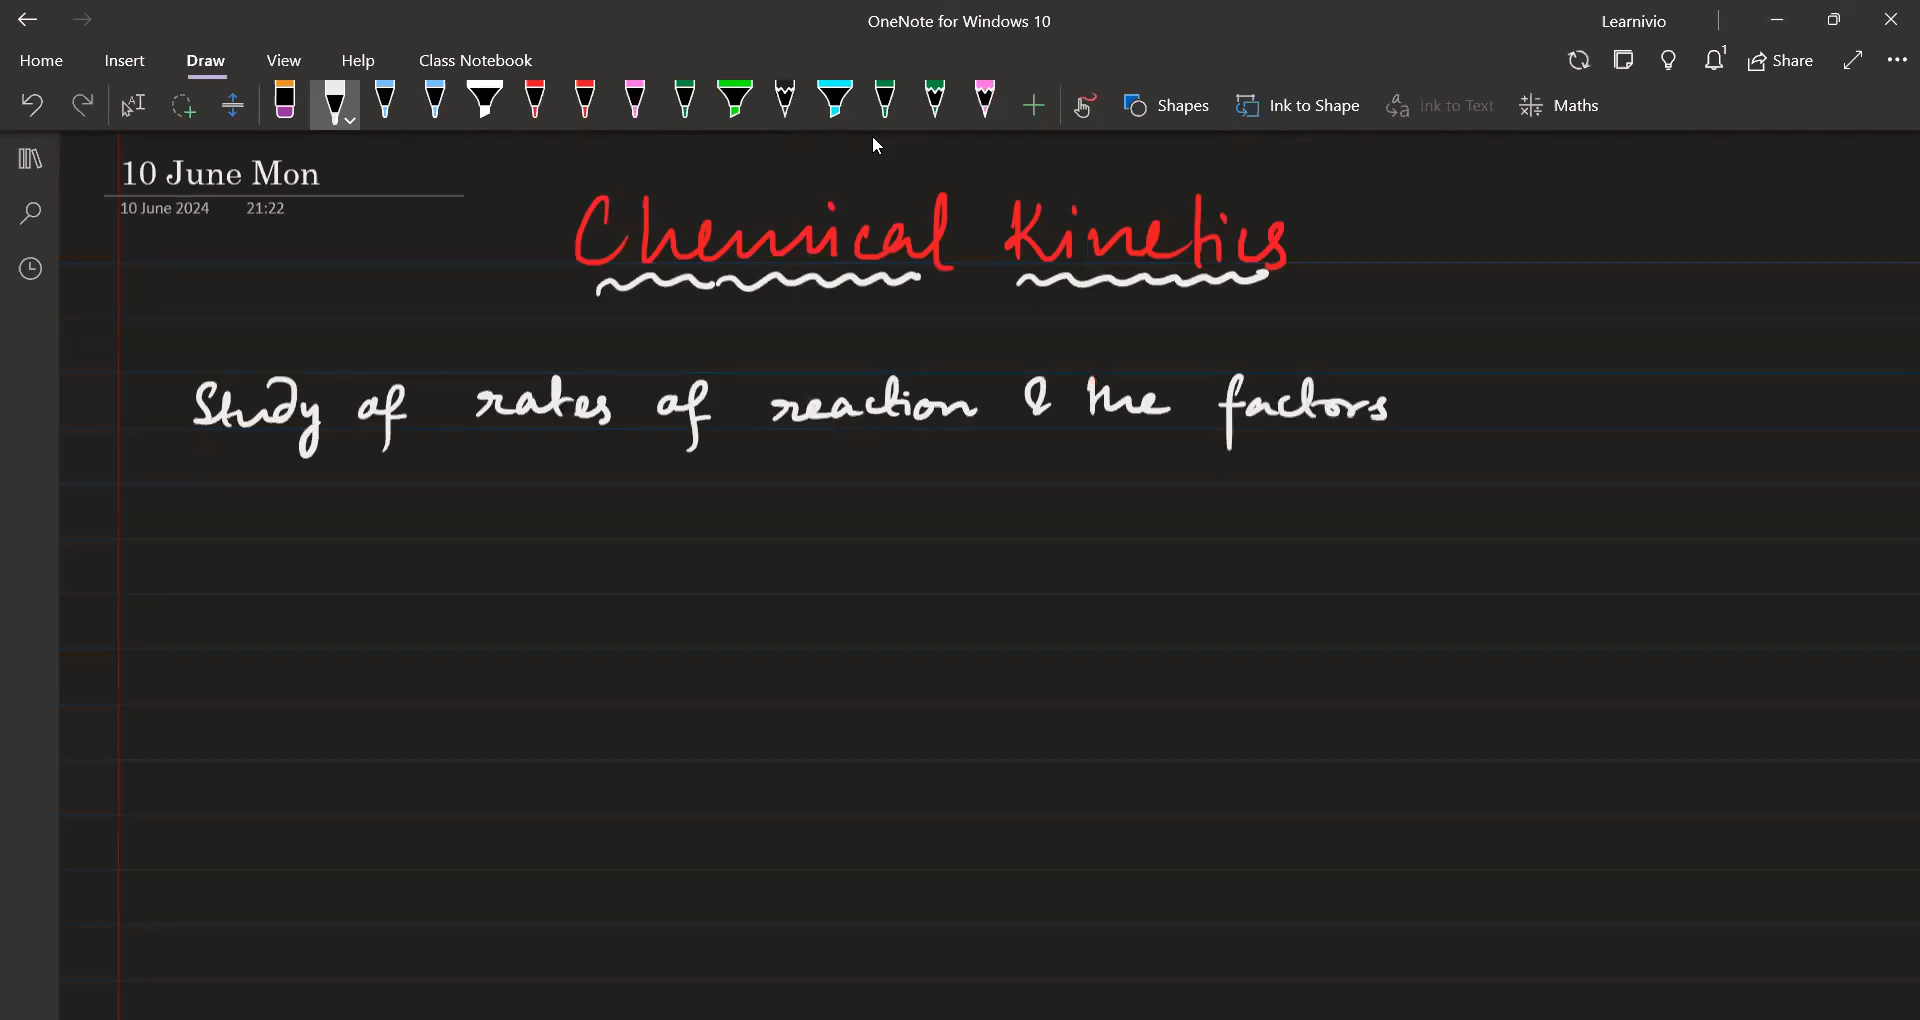 OneNote for Windows 10
Learnivio
Home Insert Draw View Help Class Notebook
1 Share
Shapes Ink to Shape Ink to Text Maths
10 June Mon
10 June 2024 21:22
Chemical Kinetics
Study of rates of reaction & the factors